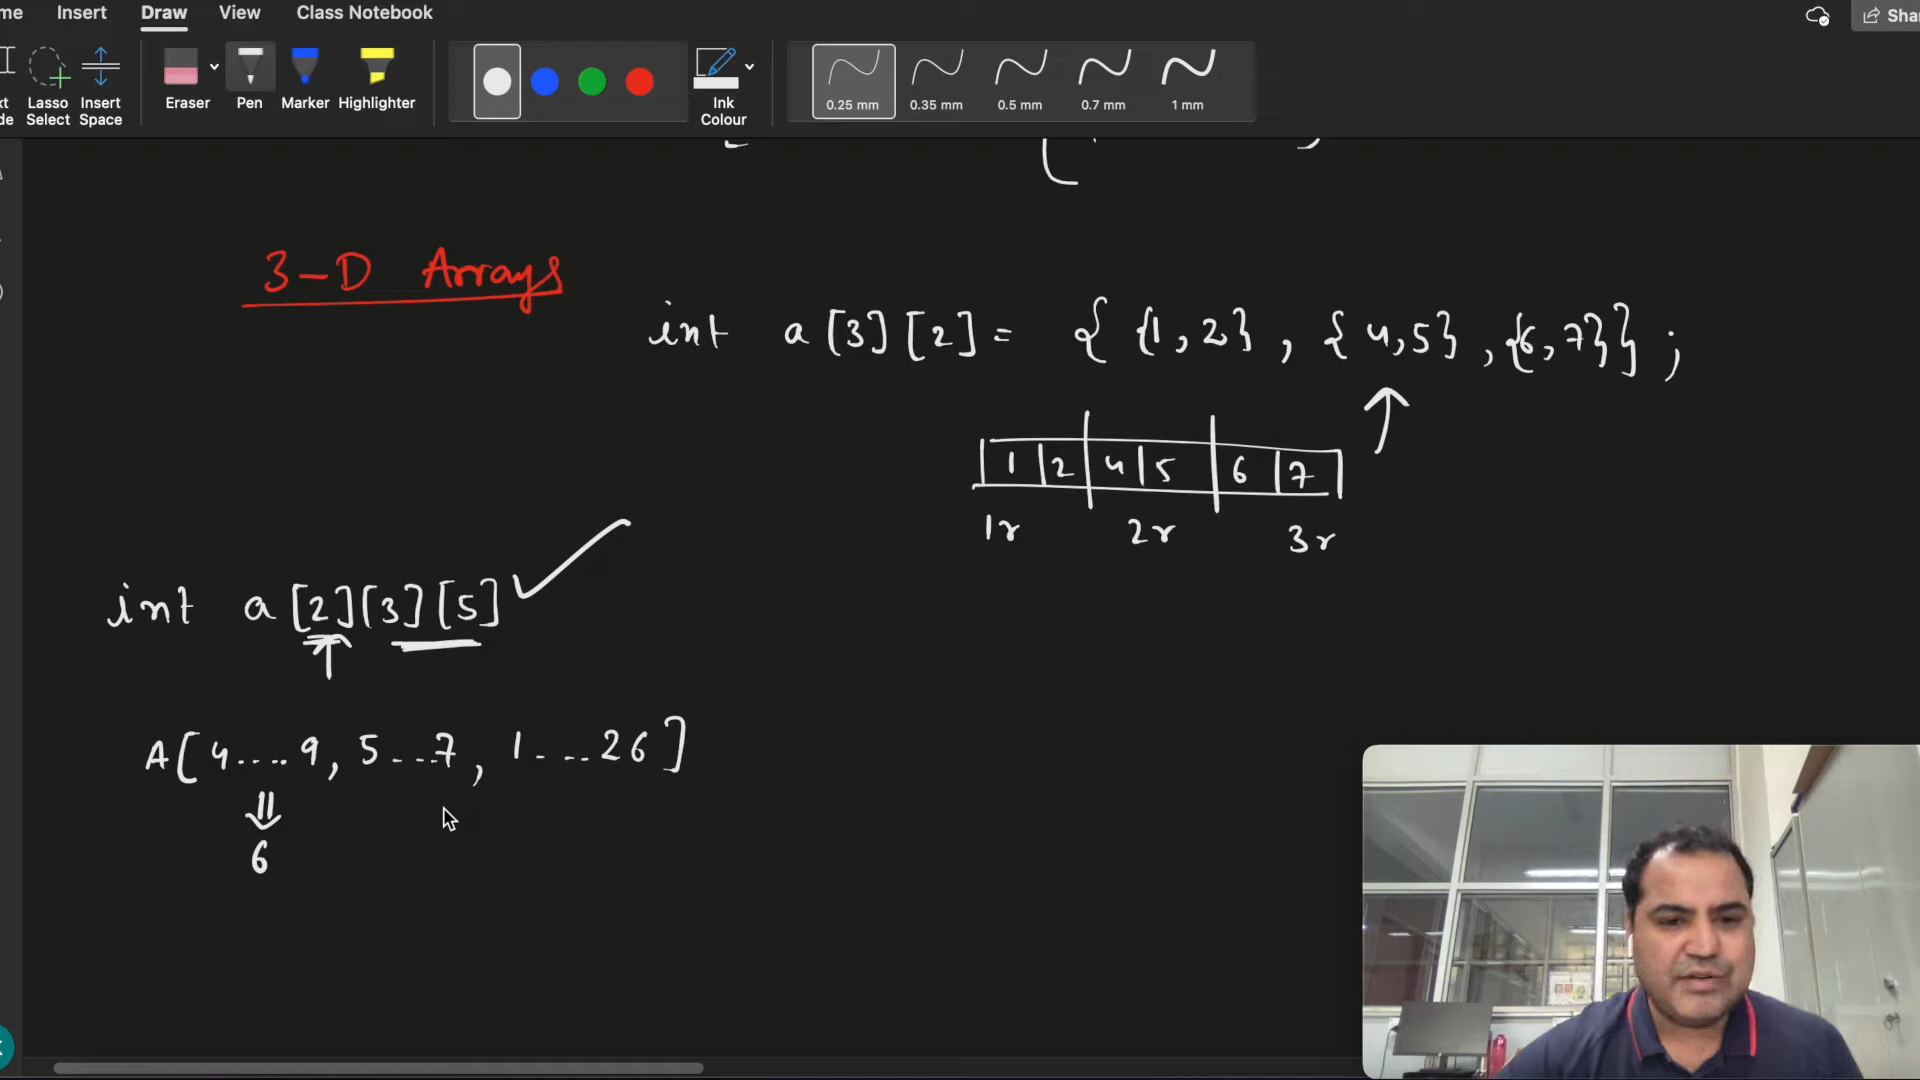 Insert Draw View Class Notebook
Share
Lasso Select
Insert Space
Eraser
Pen
Marker
Highlighter
Ink Colour
0.25 mm
0.35 mm
0.5 mm
0.7 mm
1 mm
3-D Arrays
int a[3][2] = { {1,2} , {4,5} ,{6,7}} ;
1 2 4 5 6 7
1r 2r 3r
int a[2][3][5]
A[4....9, 5...7, 1...26]
6